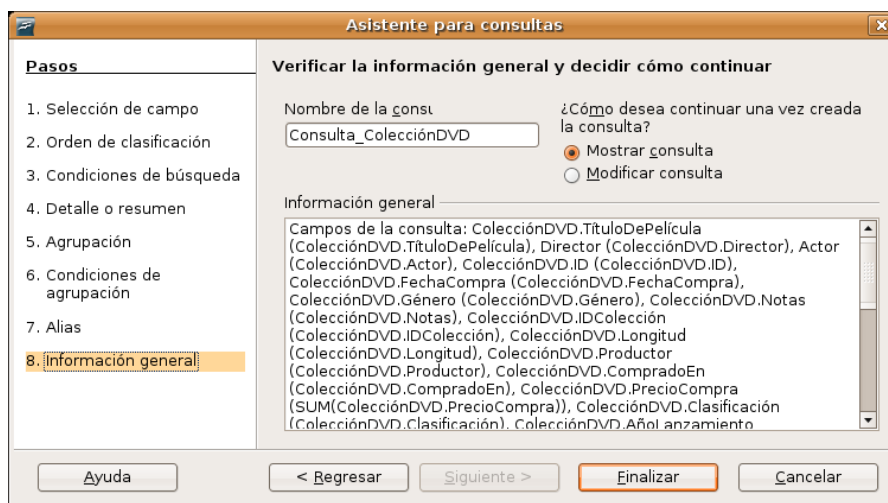 Asistente para consultas
Pasos
1. Selección de campo
2. Orden de clasificación
3. Condiciones de búsqueda
4. Detalle o resumen
5. Agrupación
6. Condiciones de
agrupación
7. Alias
8. Información general
Verificar la información general y decidir cómo continuar
Nombre de la consu
Consulta_ColecciónDVD
¿Cómo desea continuar una vez creada
la consulta?
Mostrar consulta
Modificar consulta
Información general
Campos de la consulta: ColecciónDVD.TítuloDePelícula
(ColecciónDVD.TítuloDePelícula), Director (ColecciónDVD.Director), Actor
(ColecciónDVD.Actor), ColecciónDVD.ID (ColecciónDVD.ID),
ColecciónDVD.FechaCompra (ColecciónDVD.FechaCompra),
ColecciónDVD.Género (ColecciónDVD.Género), ColecciónDVD.Notas
(ColecciónDVD.Notas), ColecciónDVD.IDColección
(ColecciónDVD.IDColección), ColecciónDVD.Longitud
(ColecciónDVD.Longitud), ColecciónDVD.Productor
(ColecciónDVD.Productor), ColecciónDVD.CompradoEn
(ColecciónDVD.CompradoEn), ColecciónDVD.PrecioCompra
(SUM(ColecciónDVD.PrecioCompra)), ColecciónDVD.Clasificación
(ColecciónDVD.Clasificación), ColecciónDVD.AñoLanzamiento
Ayuda
< Regresar
Siguiente >
Finalizar
Cancelar